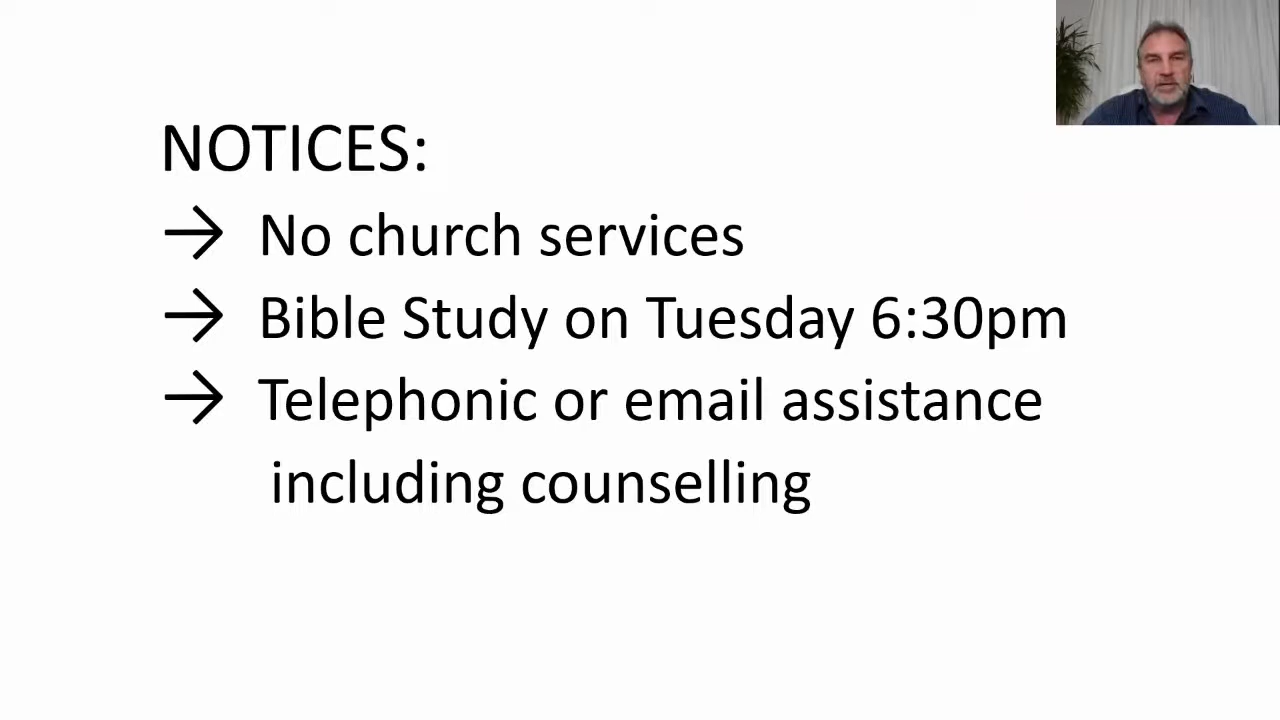 NOTICES:
→ No church services
→ Bible Study on Tuesday 6:30pm
→ Telephonic or email assistance
including counselling